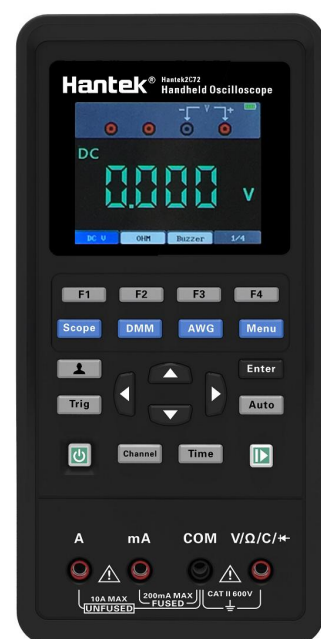 Hantek® Hantek2C72
Handheld Oscilloscope
- V +
DC
0.000 V
DC V OHM Buzzer 1/4
F1 F2 F3 F4
Scope DMM AWG Menu
Enter
Trig Auto
Channel Time
A mA COM V/Ω/C/
10A MAX 200mA MAX CAT II 600V
UNFUSED FUSED